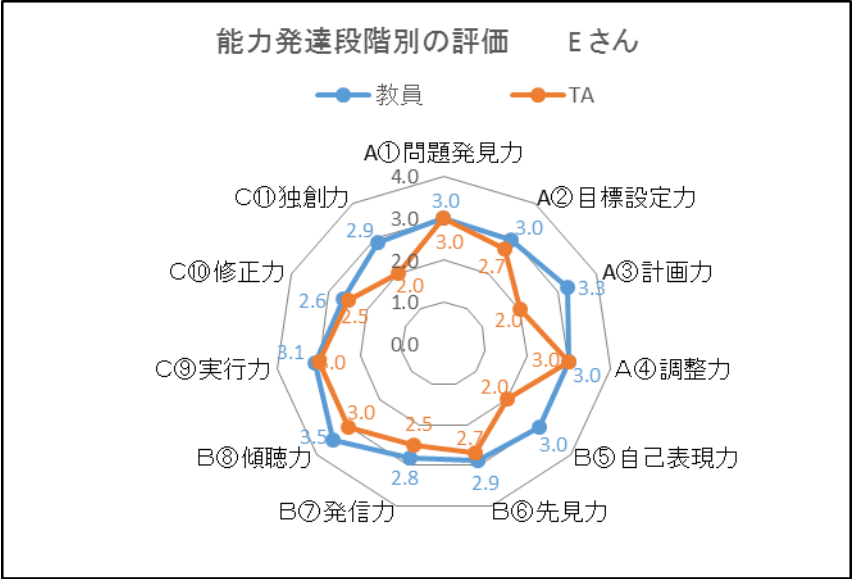 能力発達段階別の評価　　Eさん
教員　TA
A①問題発見力
4.0
C⑪独創力　A②目標設定力
3.0
2.9　3.0　3.0
3.0
2.0　2.7
C⑩修正力　A③計画力
2.6　2.5　2.0　1.0　2.0　3.3
3.1　3.0　0.0　3.0　3.0
C⑨実行力　A④調整力
2.0
3.5　3.0　2.5　2.7　3.0
B⑧傾聴力　B⑤自己表現力
2.8　2.9
B⑦発信力　B⑥先見力